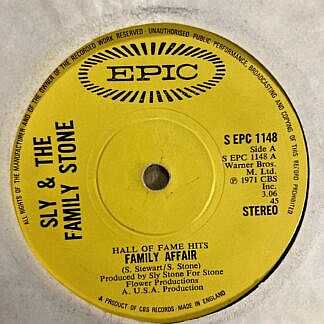 ALL RIGHTS OF THE MANUFACTURER AND OF THE OWNER OF THE RECORDED WORK RESERVED · UNAUTHORISED PUBLIC PERFORMANCE, BROADCASTING AND COPYING OF THIS RECORD PROHIBITED
EPIC
SLY & THE
FAMILY STONE
S EPC 1148
Side A
S EPC 1148 A
Warner Bros.
M. Ltd.
℗ 1971 CBS
Inc.
3.06
45
STEREO
HALL OF FAME HITS
FAMILY AFFAIR
(S. Stewart/S. Stone)
Produced by Sly Stone For Stone
Flower Productions
A. U.S.A. Production
A PRODUCT OF CBS RECORDS · MADE IN ENGLAND